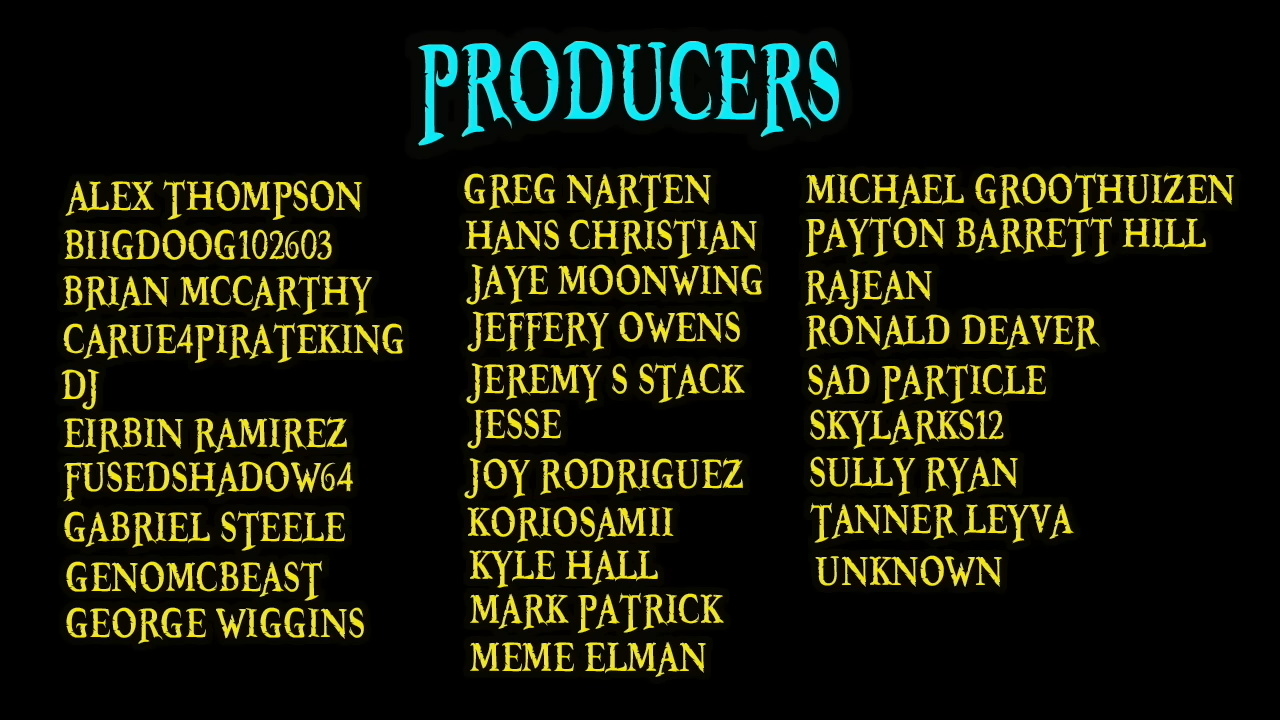 PRODUCERS
ALEX THOMPSON
BIIGDOOG102603
BRIAN MCCARTHY
CARUE4PIRATEKING
DJ
EIRBIN RAMIREZ
FUSEDSHADOW64
GABRIEL STEELE
GENOMCBEAST
GEORGE WIGGINS
GREG NARTEN
HANS CHRISTIAN
JAYE MOONWING
JEFFERY OWENS
JEREMY S STACK
JESSE
JOY RODRIGUEZ
KORIOSAMII
KYLE HALL
MARK PATRICK
MEME ELMAN
MICHAEL GROOTHUIZEN
PAYTON BARRETT HILL
RAJEAN
RONALD DEAVER
SAD PARTICLE
SKYLARKS12
SULLY RYAN
TANNER LEYVA
UNKNOWN